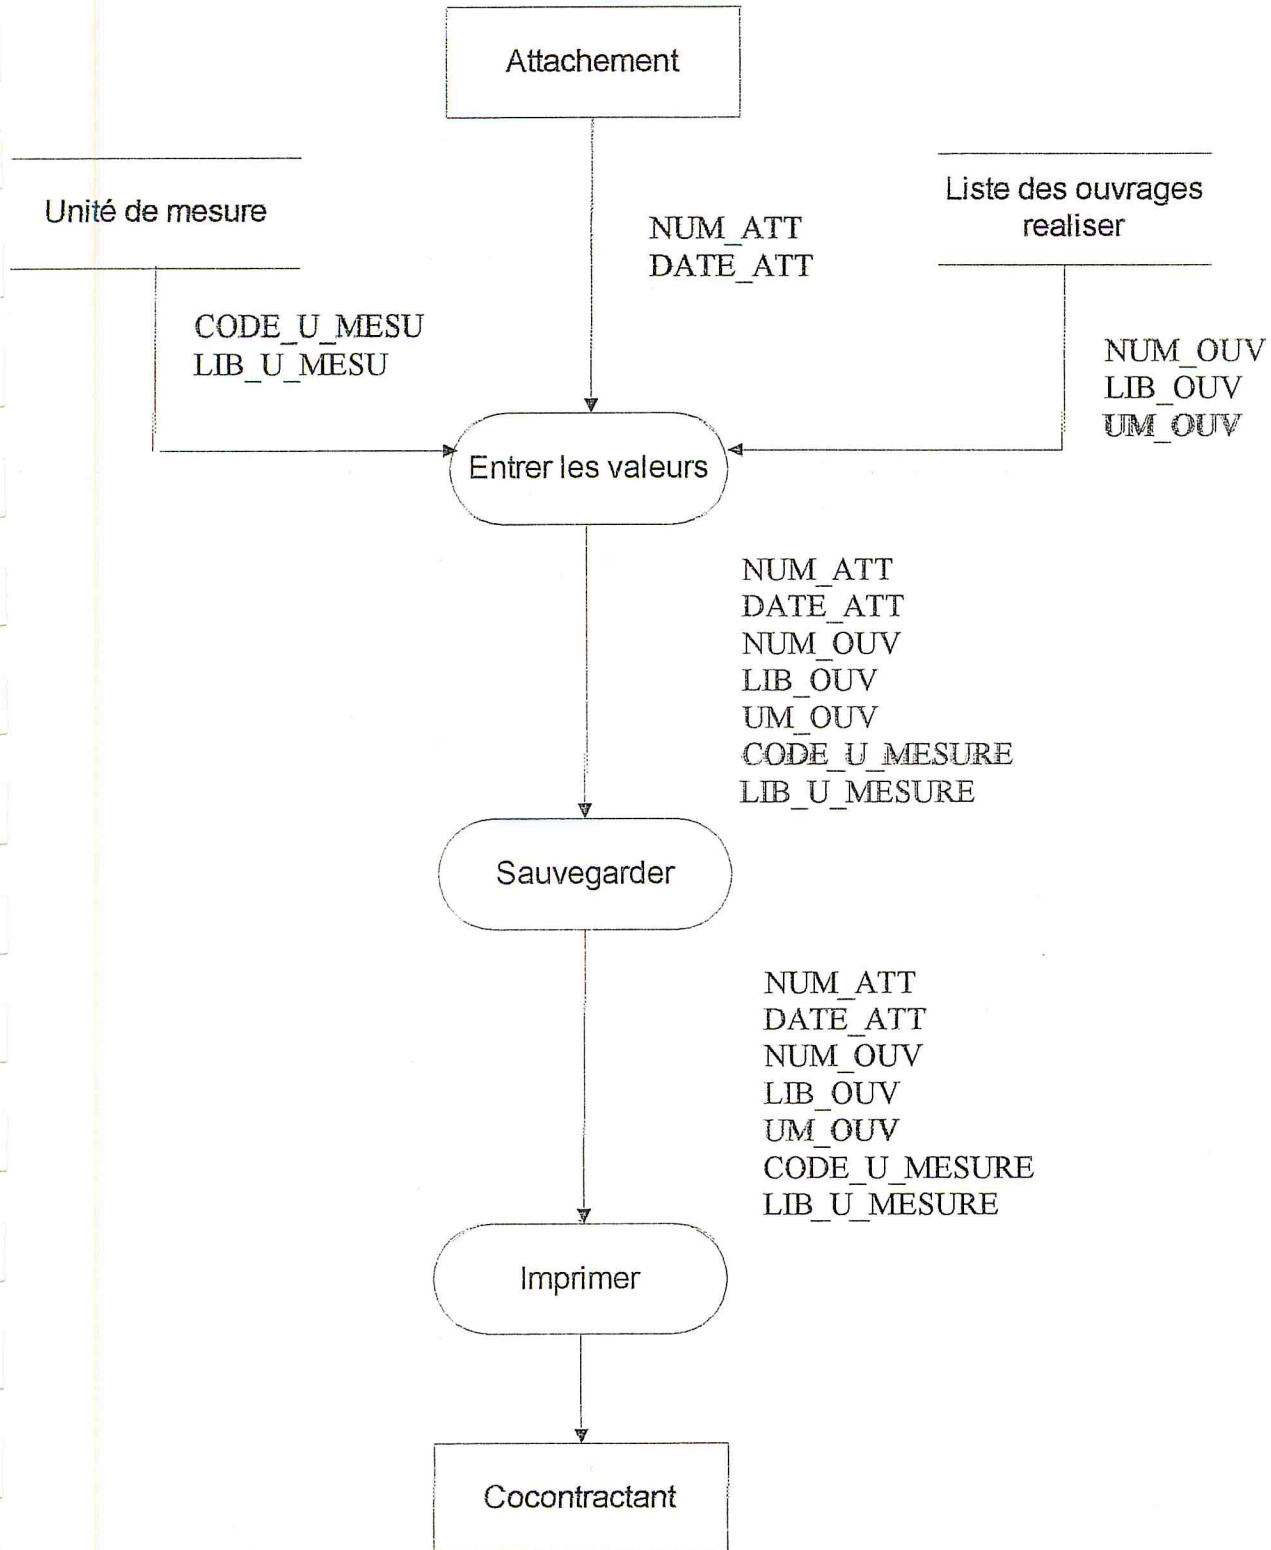 Attachement
Unité de mesure
Liste des ouvrages
realiser
NUM_ATT
DATE_ATT
CODE_U_MESU
LIB_U_MESU
NUM_OUV
LIB_OUV
UM_OUV
Entrer les valeurs
NUM_ATT
DATE_ATT
NUM_OUV
LIB_OUV
UM_OUV
CODE_U_MESURE
LIB_U_MESURE
Sauvegarder
NUM_ATT
DATE_ATT
NUM_OUV
LIB_OUV
UM_OUV
CODE_U_MESURE
LIB_U_MESURE
Imprimer
Cocontractant